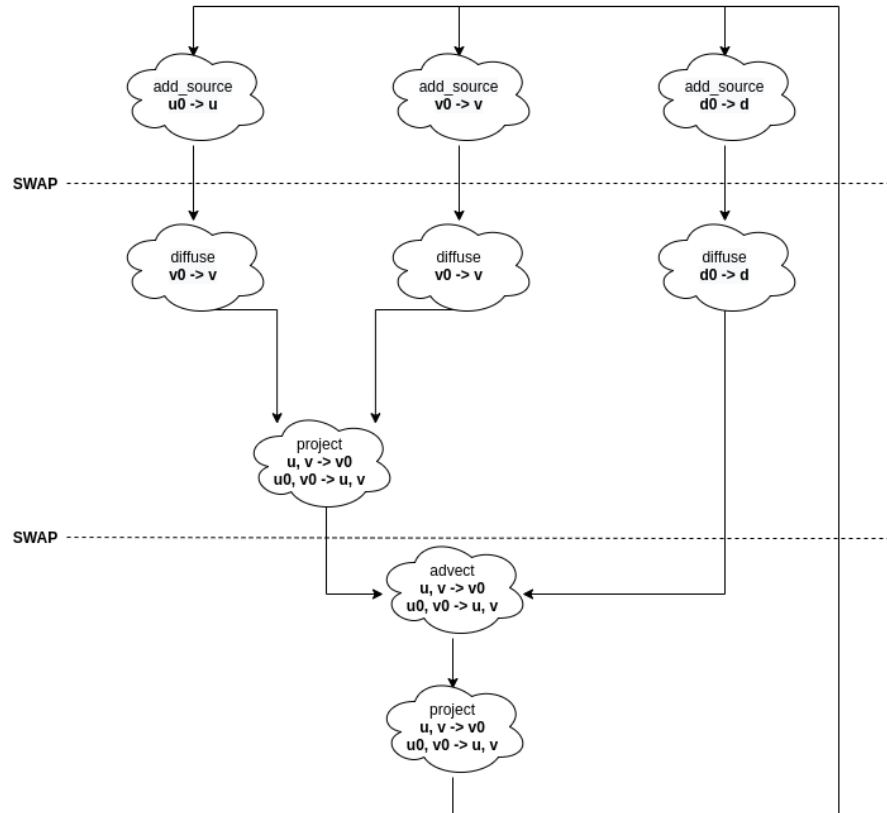 add_source
u0 -> u
add_source
v0 -> v
add_source
d0 -> d
SWAP
diffuse
v0 -> v
diffuse
v0 -> v
diffuse
d0 -> d
project
u, v -> v0
u0, v0 -> u, v
SWAP
advect
u, v -> v0
u0, v0 -> u, v
project
u, v -> v0
u0, v0 -> u, v